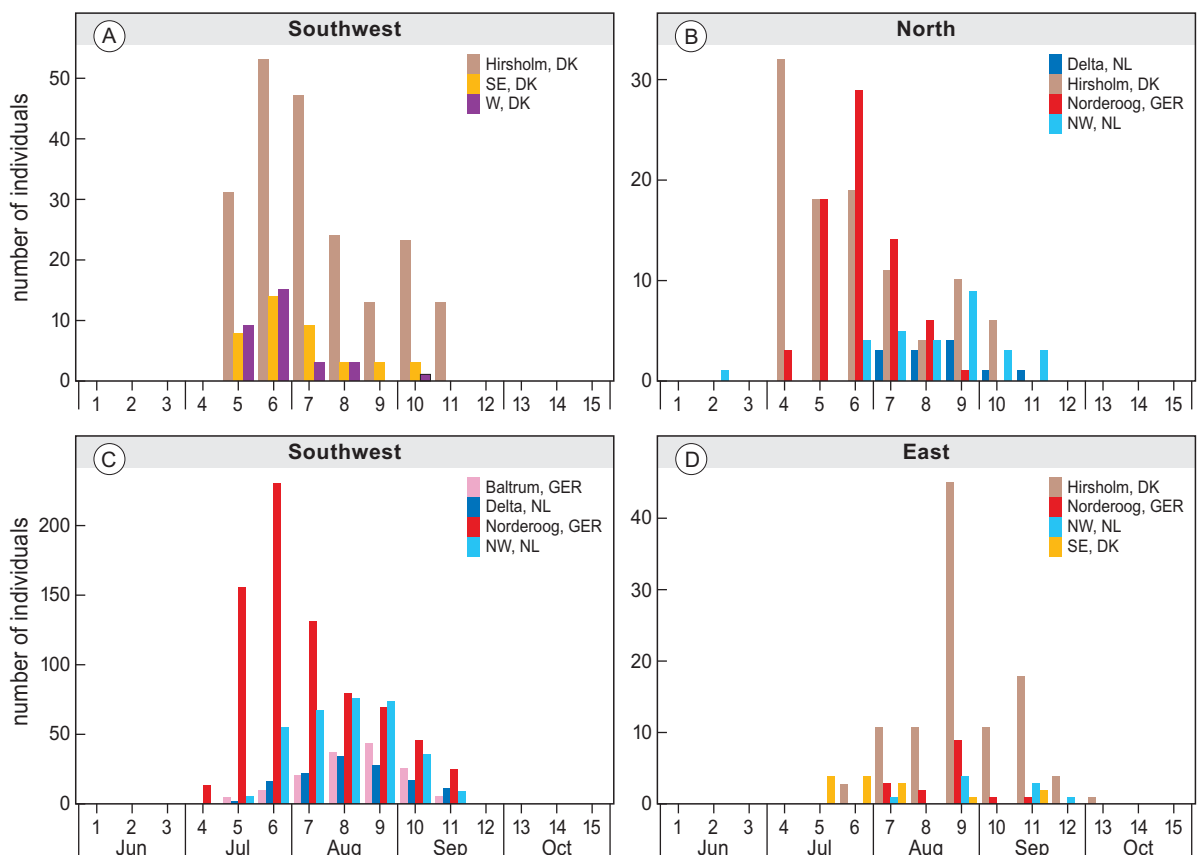 A
Southwest
Hirsholm, DK
SE, DK
W, DK
number of individuals
50
40
30
20
10
0
1 2 3 4 5 6 7 8 9 10 11 12 13 14 15
B
North
Delta, NL
Hirsholm, DK
Norderoog, GER
NW, NL
30
20
10
0
1 2 3 4 5 6 7 8 9 10 11 12 13 14 15
C
Southwest
Baltrum, GER
Delta, NL
Norderoog, GER
NW, NL
number of individuals
200
150
100
50
0
1 2 3 4 5 6 7 8 9 10 11 12 13 14 15
Jun Jul Aug Sep Oct
D
East
Hirsholm, DK
Norderoog, GER
NW, NL
SE, DK
40
30
20
10
0
1 2 3 4 5 6 7 8 9 10 11 12 13 14 15
Jun Jul Aug Sep Oct